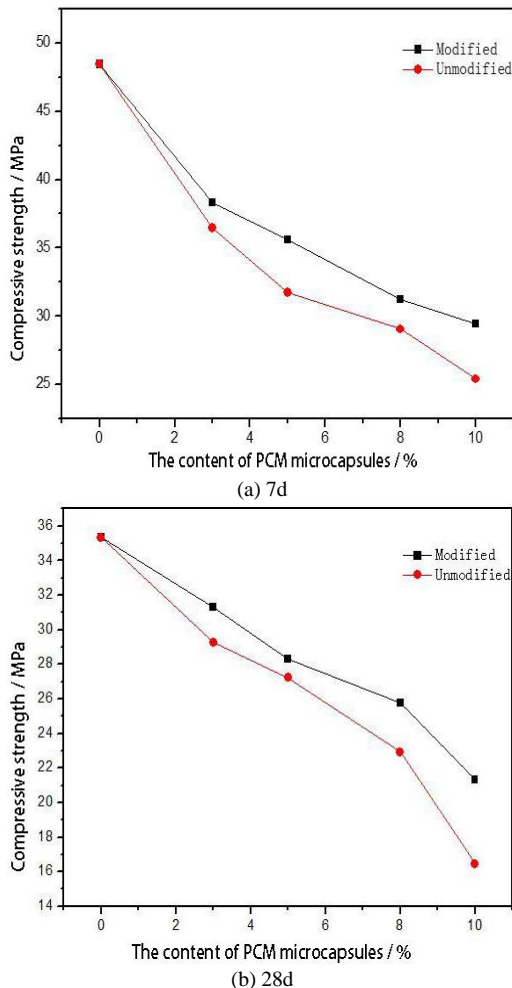 50
45
40
35
30
25
Compressive strength / MPa
Modified
Unmodified
0 2 4 6 8 10
The content of PCM microcapsules / %
(a) 7d
36
34
32
30
28
26
24
22
20
18
16
14
Compressive strength / MPa
Modified
Unmodified
0 2 4 6 8 10
The content of PCM microcapsules / %
(b) 28d